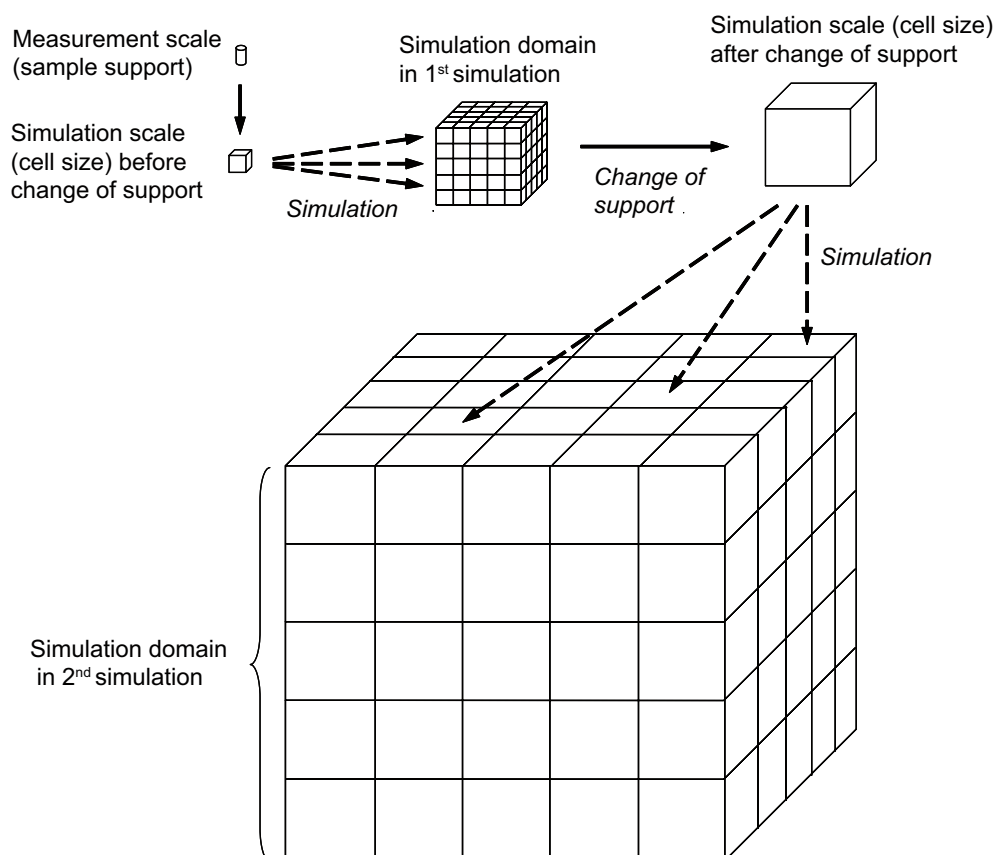 Measurement scale
(sample support)
Simulation scale
(cell size) before
change of support
Simulation
Simulation domain
in 1st simulation
Change of
support
Simulation scale (cell size)
after change of support
Simulation
Simulation domain
in 2nd simulation